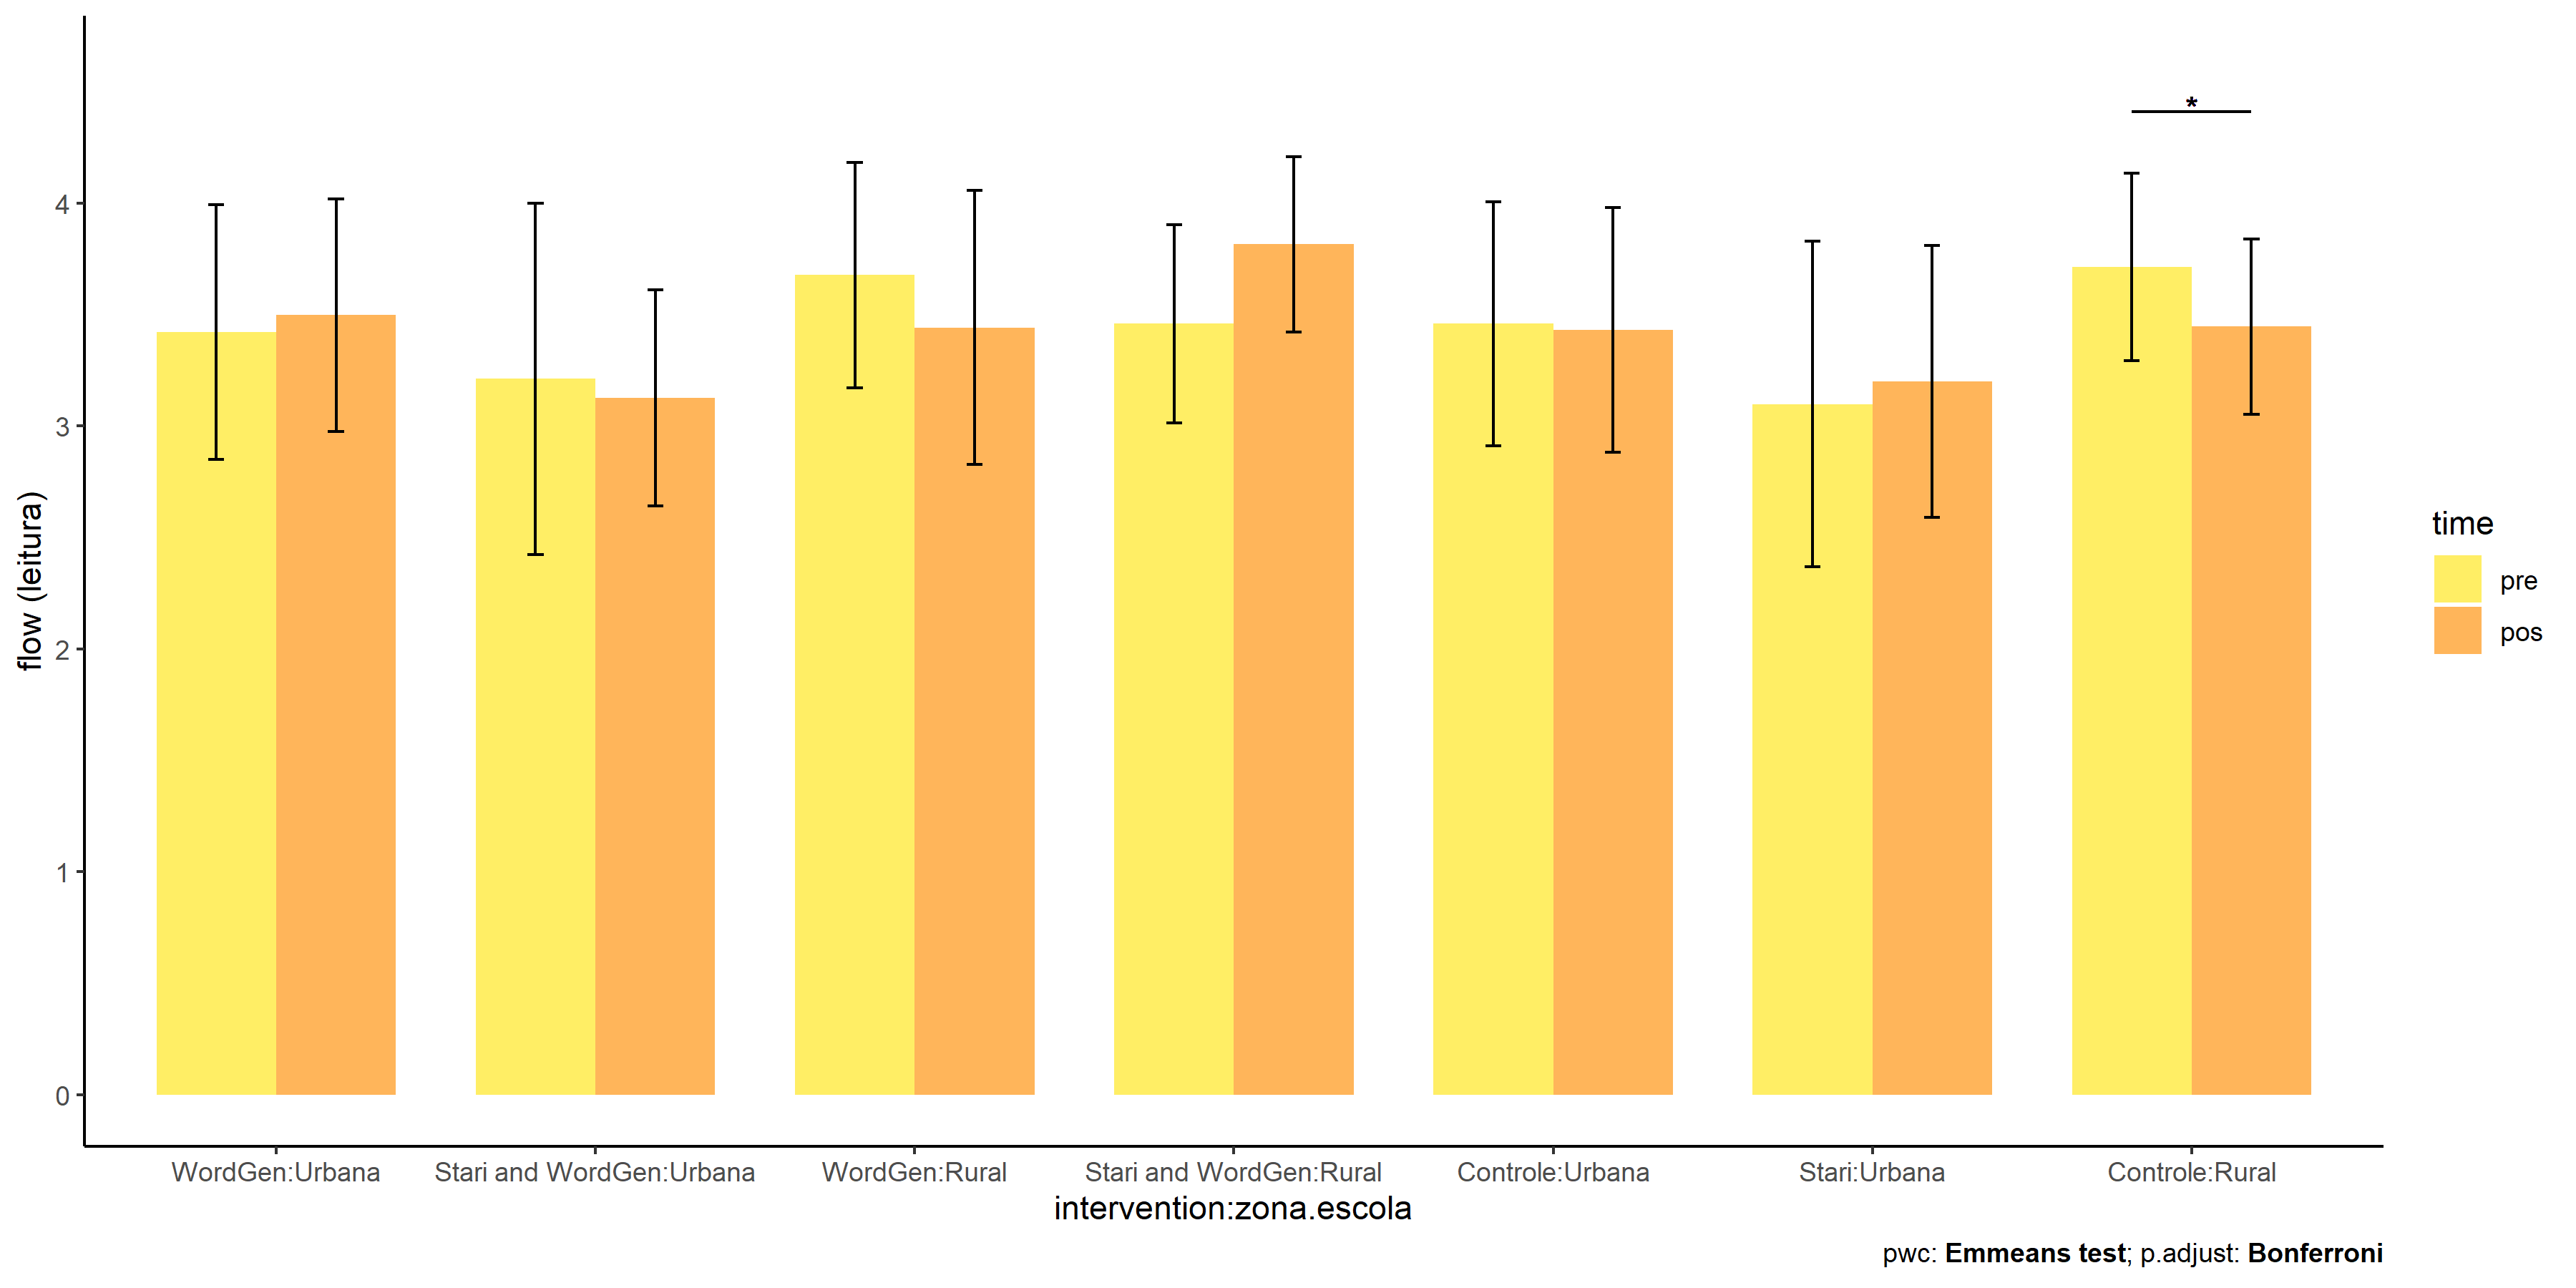 *
4
3
2
1
0
flow (leitura)
WordGen:Urbana
Stari and WordGen:Urbana
WordGen:Rural
Stari and WordGen:Rural
Controle:Urbana
Stari:Urbana
Controle:Rural
intervention:zona.escola
time
pre
pos
pwc: Emmeans test; p.adjust: Bonferroni